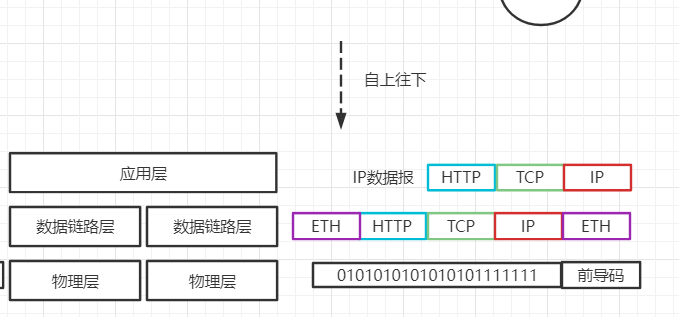 自上往下
应用层 IP数据报 HTTP TCP IP
数据链路层 数据链路层 ETH HTTP TCP IP ETH
物理层 物理层 0101010101010101111111 前导码